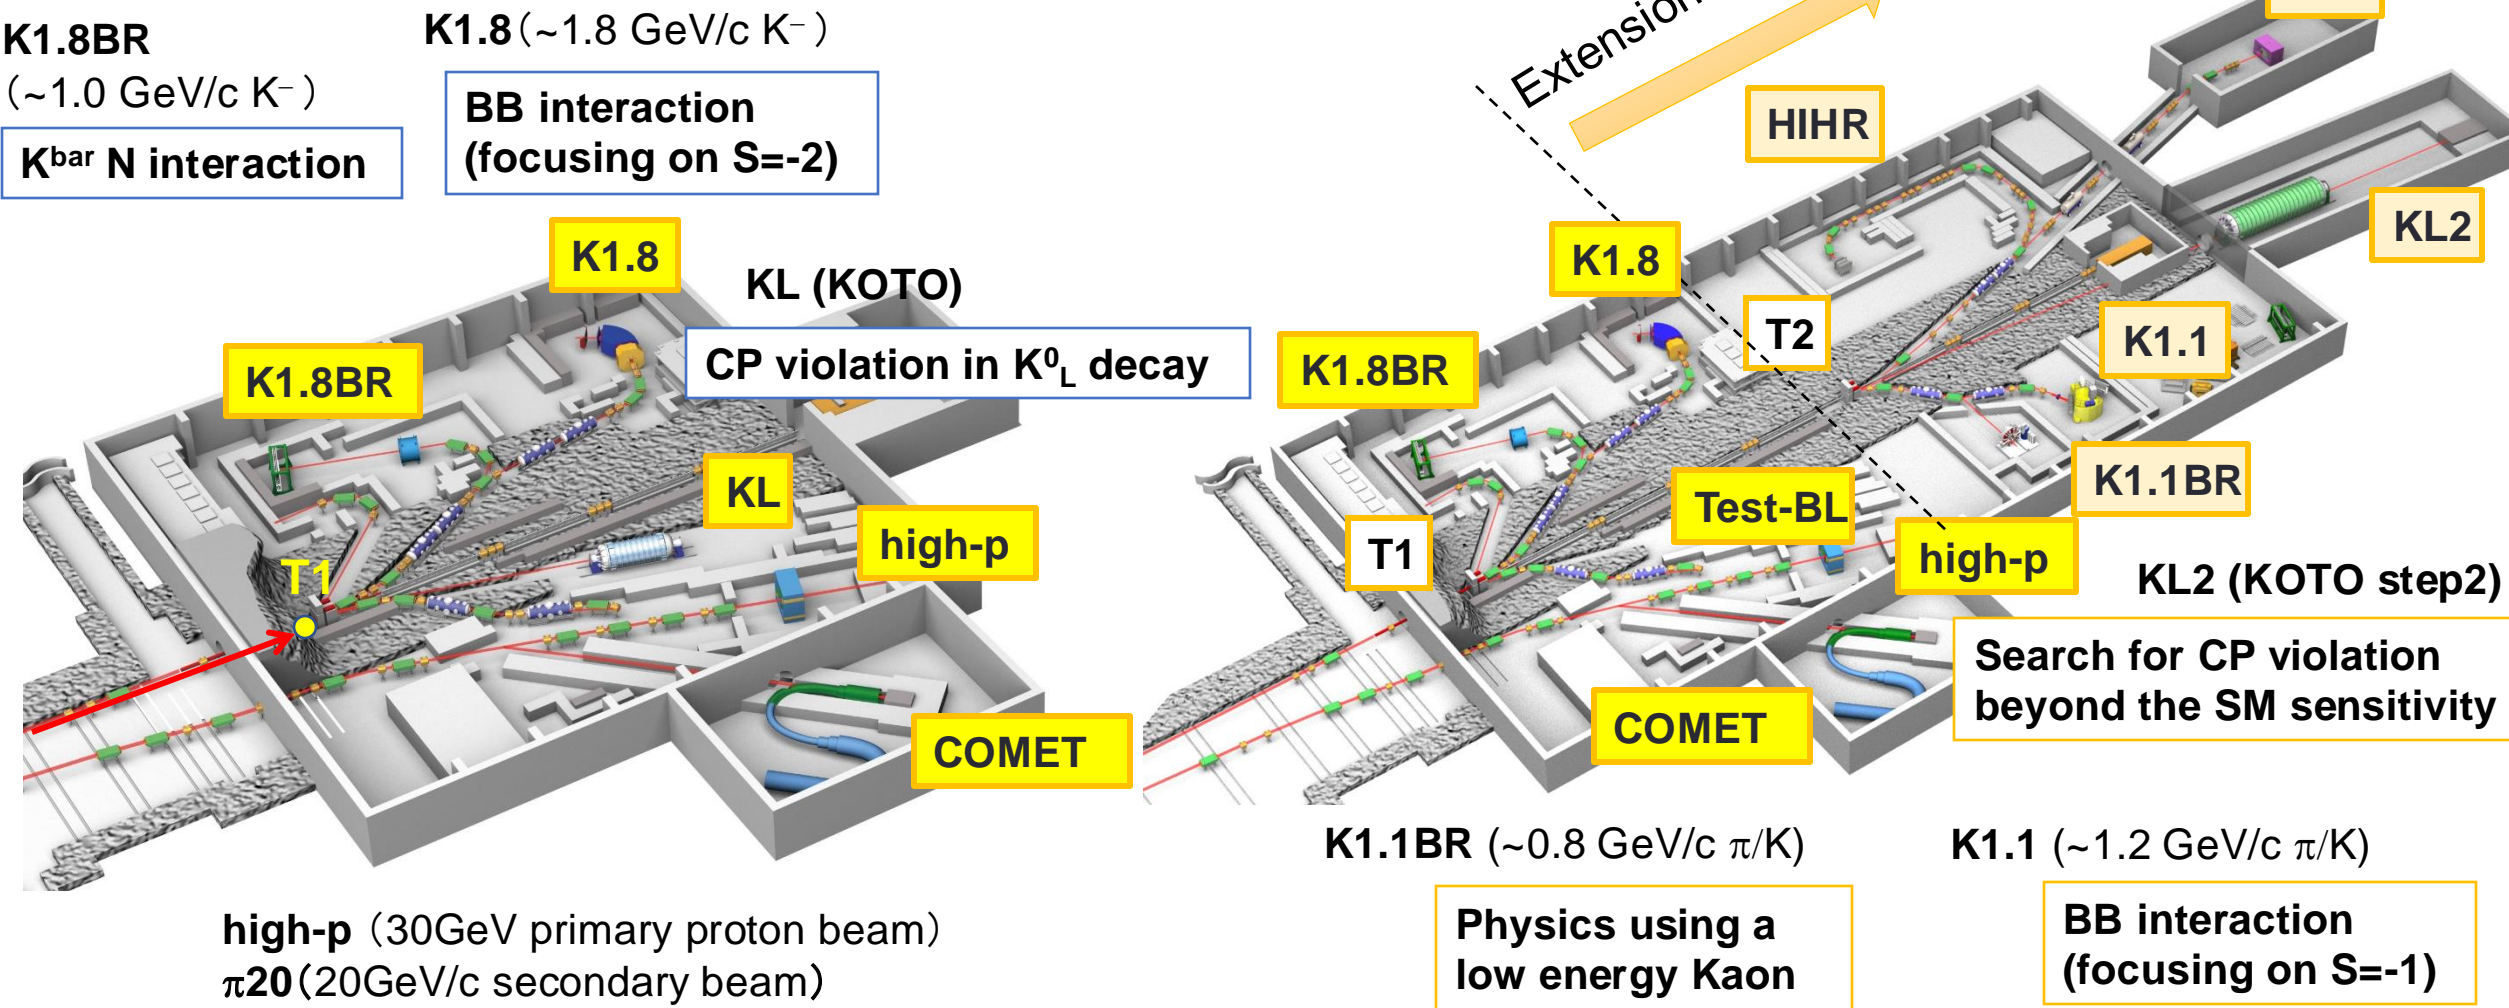 K1.8BR
(~1.0 GeV/c K⁻)
K^bar N interaction
K1.8 (~1.8 GeV/c K⁻)
BB interaction
(focusing on S=-2)
K1.8
K1.8BR
KL (KOTO)
CP violation in K⁰_L decay
KL
high-p
T1
COMET
high-p (30GeV primary proton beam)
π20 (20GeV/c secondary beam)
Extension
HIHR
K1.8
K1.8BR
T2
KL2
K1.1
K1.1BR
Test-BL
high-p
T1
COMET
KL2 (KOTO step2)
Search for CP violation
beyond the SM sensitivity
K1.1BR (~0.8 GeV/c π/K)
Physics using a
low energy Kaon
K1.1 (~1.2 GeV/c π/K)
BB interaction
(focusing on S=-1)